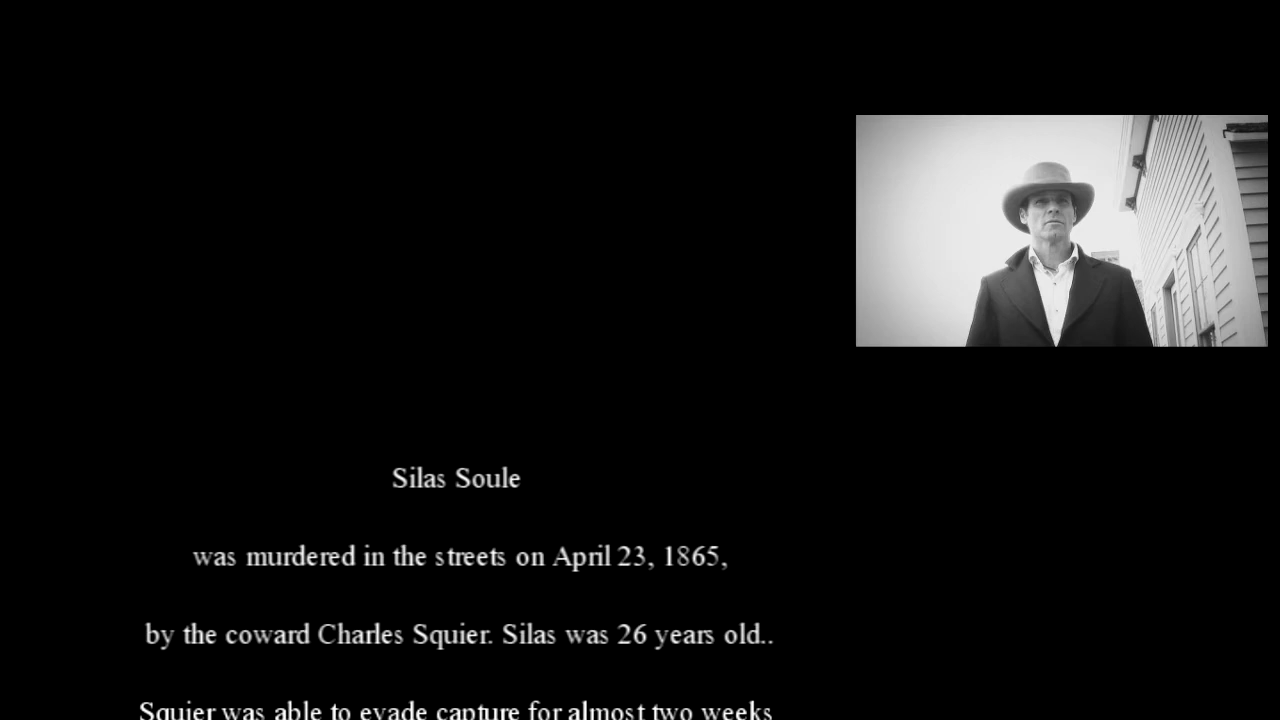 Silas Soule
was murdered in the streets on April 23, 1865,
by the coward Charles Squier. Silas was 26 years old..
Squier was able to evade capture for almost two weeks